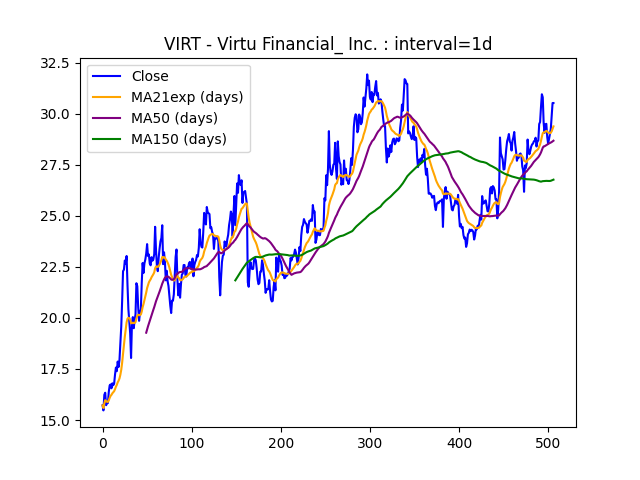 VIRT - Virtu Financial_ Inc. : interval=1d
Close
MA21exp (days)
MA50 (days)
MA150 (days)
32.5
30.0
27.5
25.0
22.5
20.0
17.5
15.0
0 100 200 300 400 500